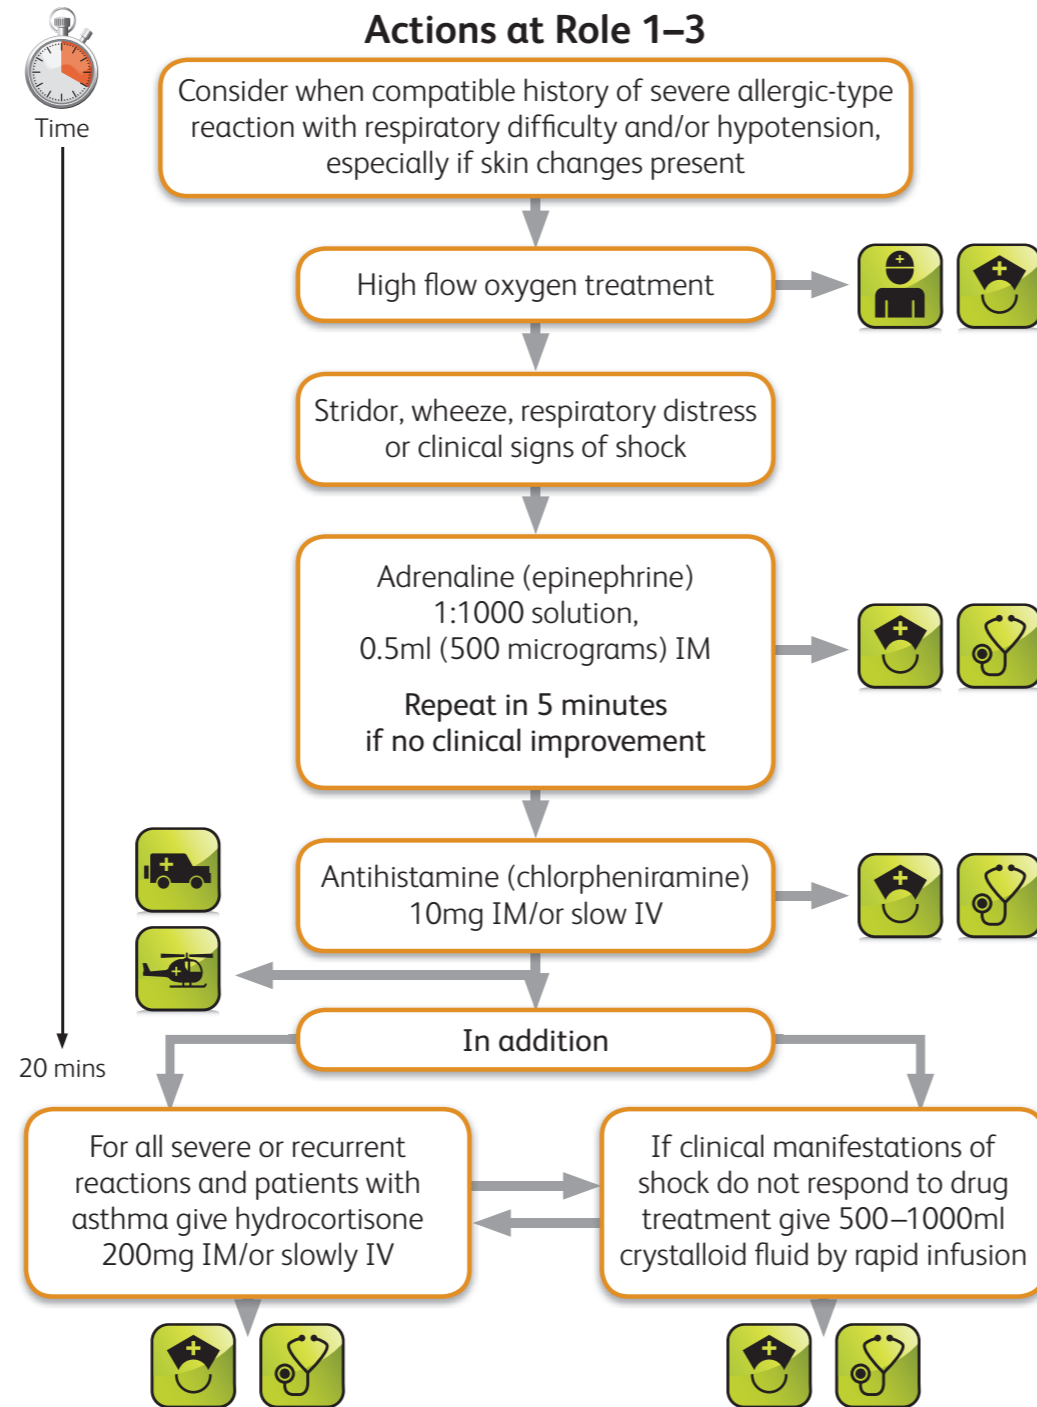 Actions at Role 1–3
Time
Consider when compatible history of severe allergic-type
reaction with respiratory difficulty and/or hypotension,
especially if skin changes present
High flow oxygen treatment
Stridor, wheeze, respiratory distress
or clinical signs of shock
Adrenaline (epinephrine)
1:1000 solution,
0.5ml (500 micrograms) IM
Repeat in 5 minutes
if no clinical improvement
Antihistamine (chlorpheniramine)
10mg IM/or slow IV
In addition
20 mins
For all severe or recurrent
reactions and patients with
asthma give hydrocortisone
200mg IM/or slowly IV
If clinical manifestations of
shock do not respond to drug
treatment give 500–1000ml
crystalloid fluid by rapid infusion